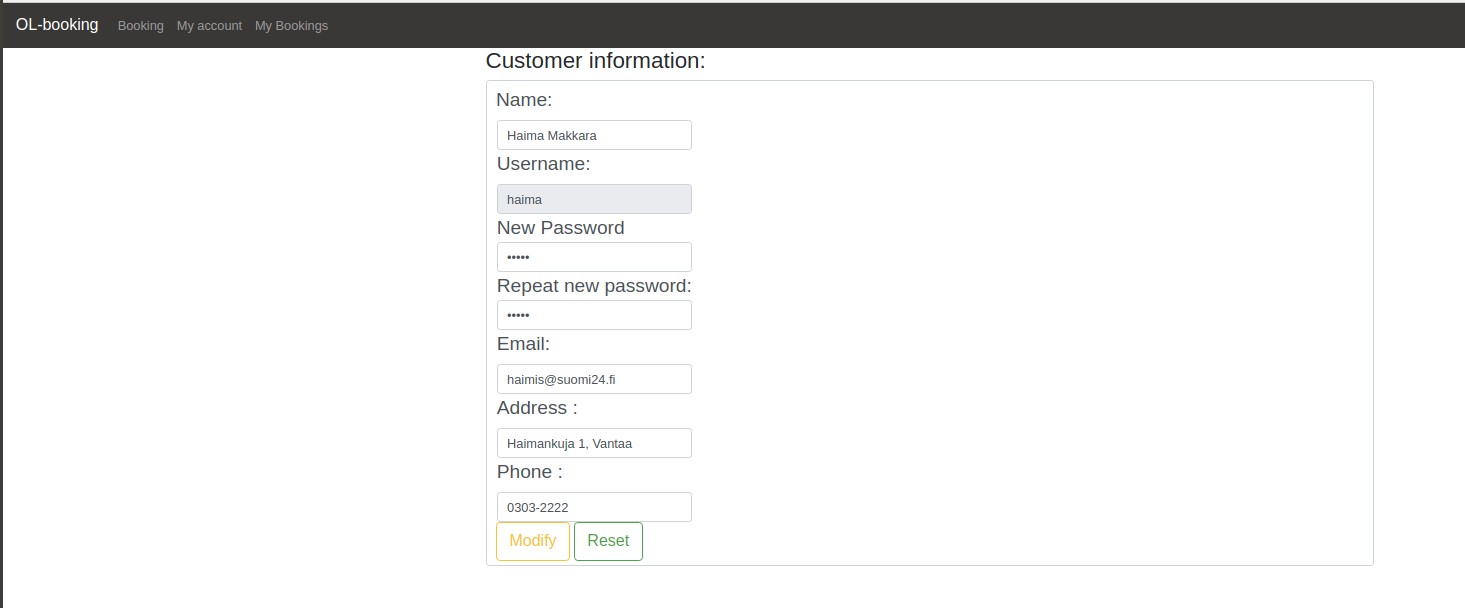 OL-booking Booking My account My Bookings
Customer information:
Name:
Haima Makkara
Username:
haima
New Password
•••••
Repeat new password:
•••••
Email:
haimis@suomi24.fi
Address :
Haimankuja 1, Vantaa
Phone :
0303-2222
Modify Reset